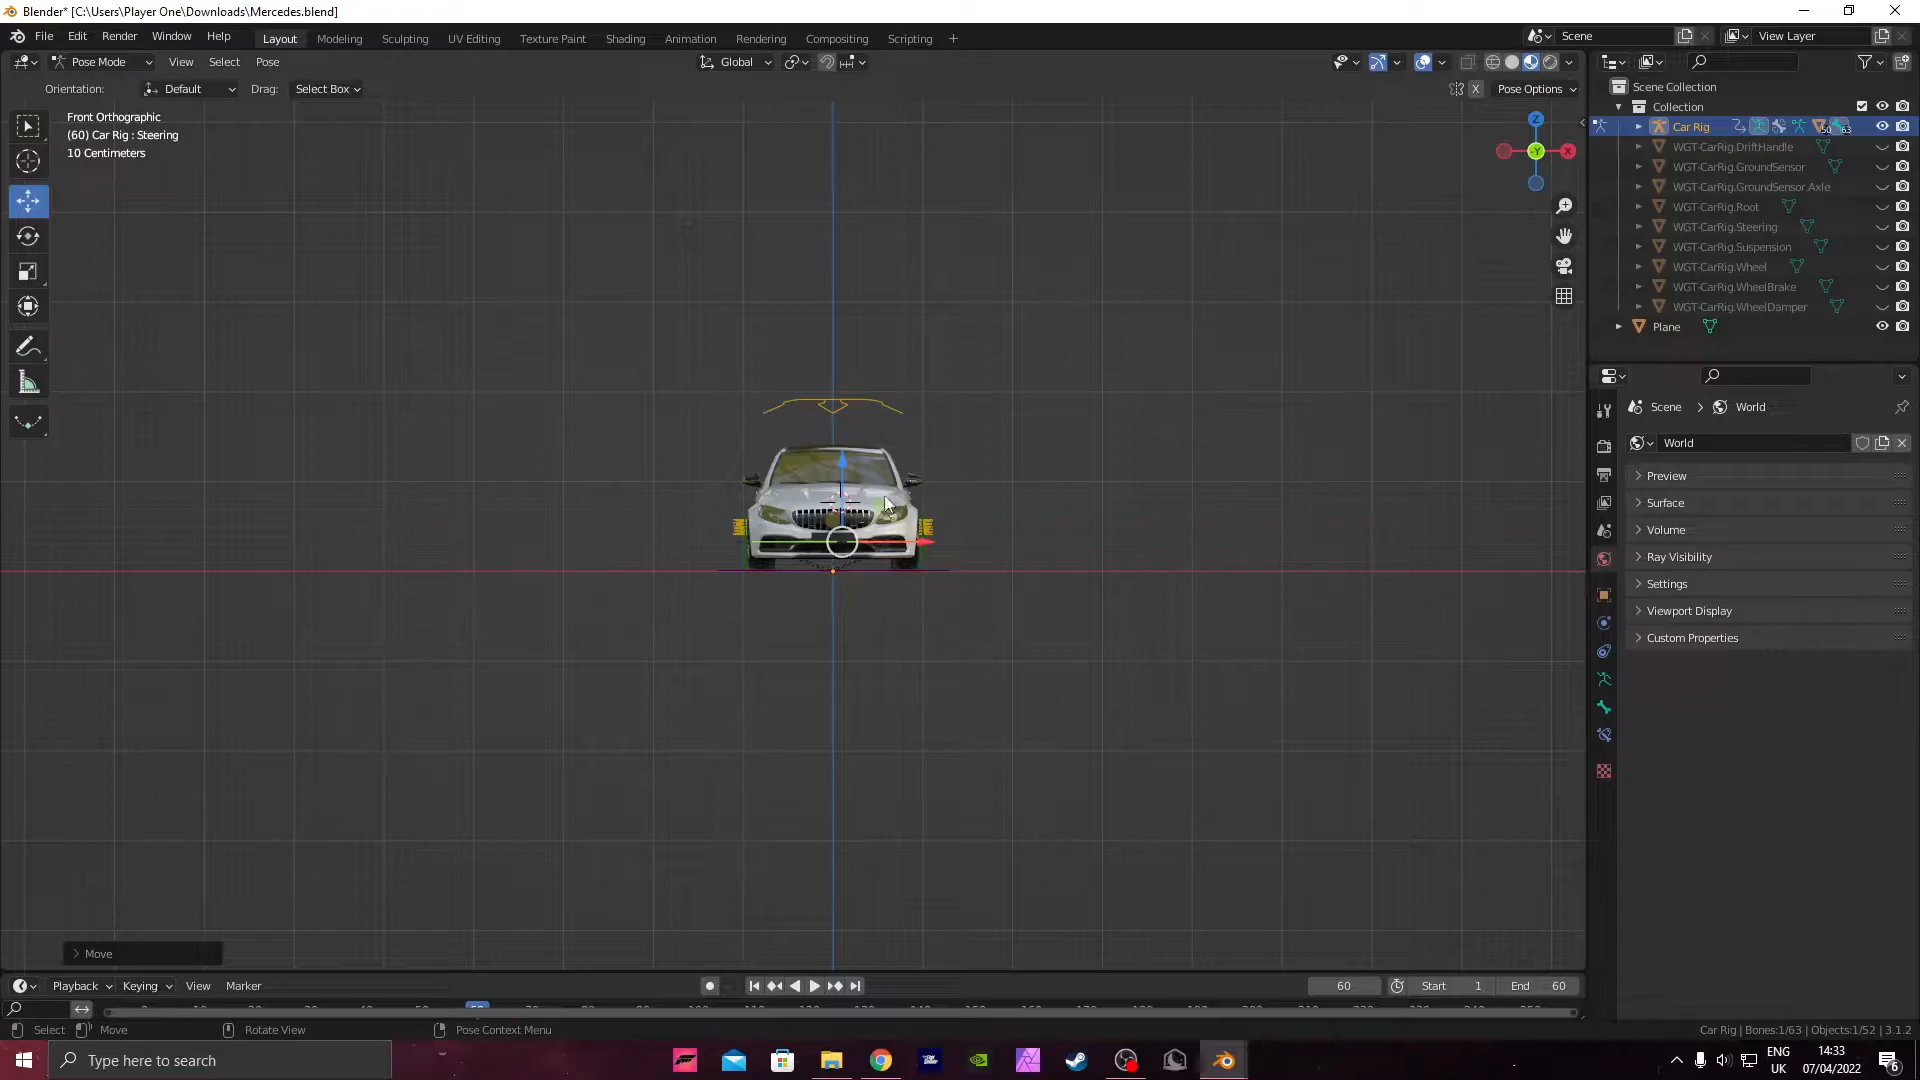 Blender* [C:\Users\Player One\Downloads\Mercedes.blend]
File Edit Render Window Help
Layout Modeling Sculpting UV Editing Texture Paint Shading Animation Rendering Compositing Scripting
Scene
View Layer
Pose Mode View Select Pose
Global
Orientation: Default Drag: Select Box
X Pose Options
Front Orthographic
(60) Car Rig : Steering
10 Centimeters
Z
-Y
X
Scene Collection
Collection
Car Rig 50 63
WGT-CarRig.DriftHandle
WGT-CarRig.GroundSensor
WGT-CarRig.GroundSensor.Axle
WGT-CarRig.Root
WGT-CarRig.Steering
WGT-CarRig.Suspension
WGT-CarRig.Wheel
WGT-CarRig.WheelBrake
WGT-CarRig.WheelDamper
Plane
Scene > World
World
Preview
Surface
Volume
Ray Visibility
Settings
Viewport Display
Custom Properties
Move
Playback Keying View Marker
60 Start 1 End 60
Select Move Rotate View Pose Context Menu
Car Rig | Bones:1/63 | Objects:1/52 | 3.1.2
Type here to search
ENG
UK
14:33
07/04/2022
6